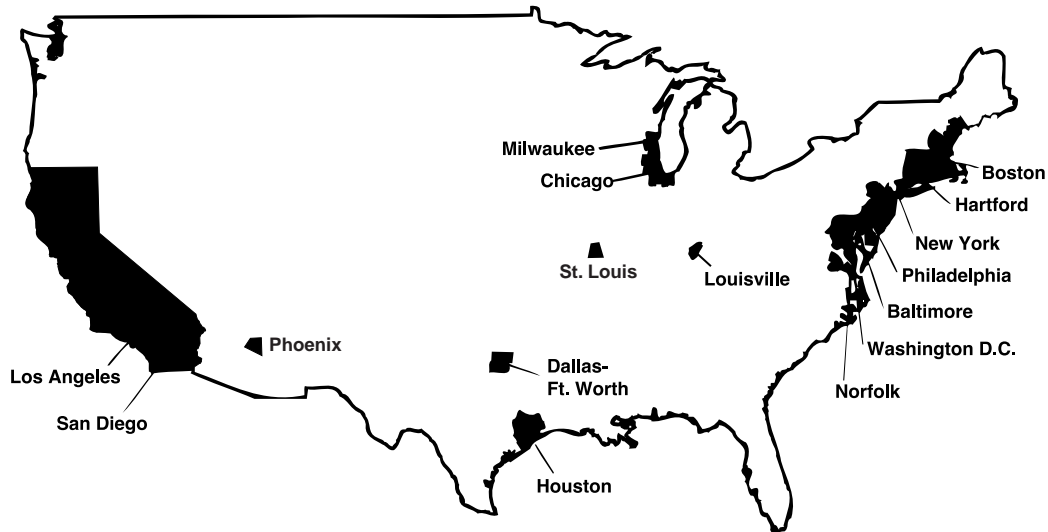 Milwaukee
Chicago
Boston
Hartford
New York
St. Louis
Louisville
Philadelphia
Baltimore
Phoenix
Washington D.C.
Los Angeles
Dallas-
Ft. Worth
Norfolk
San Diego
Houston